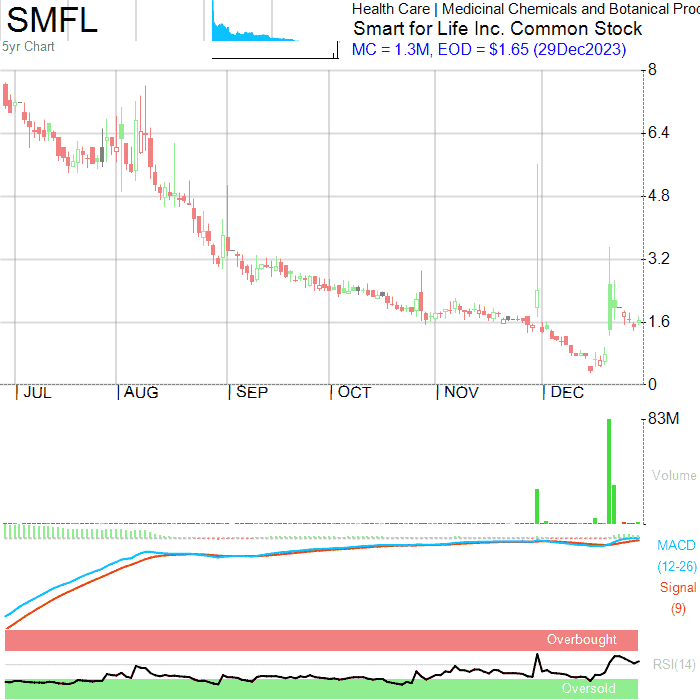 SMFL
5yr Chart
Health Care | Medicinal Chemicals and Botanical Proc
Smart for Life Inc. Common Stock
MC = 1.3M, EOD = $1.65 (29Dec2023)
8
6.4
4.8
3.2
1.6
0
JUL AUG SEP OCT NOV DEC
83M
Volume
MACD
(12-26)
Signal
(9)
Overbought
RSI(14)
Oversold